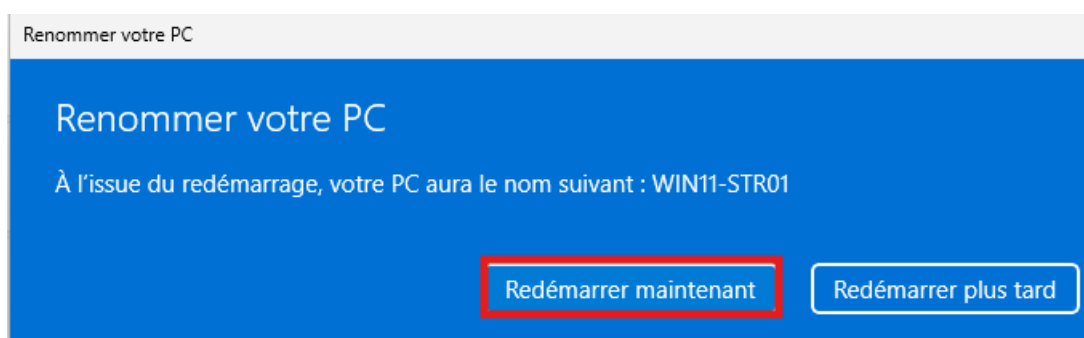 Renommer votre PC
Renommer votre PC
À l'issue du redémarrage, votre PC aura le nom suivant : WIN11-STR01
Redémarrer maintenant
Redémarrer plus tard